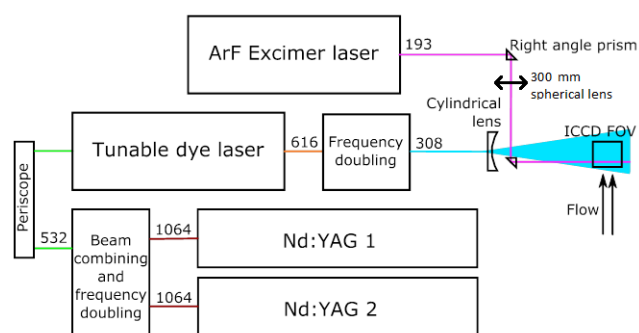 ArF Excimer laser
193
Right angle prism
300 mm
spherical lens
Cylindrical
lens
ICCD FOV
Tunable dye laser
616
Frequency
doubling
308
Flow
Periscope
532
Beam
combining
and
frequency
doubling
1064
Nd:YAG 1
1064
Nd:YAG 2